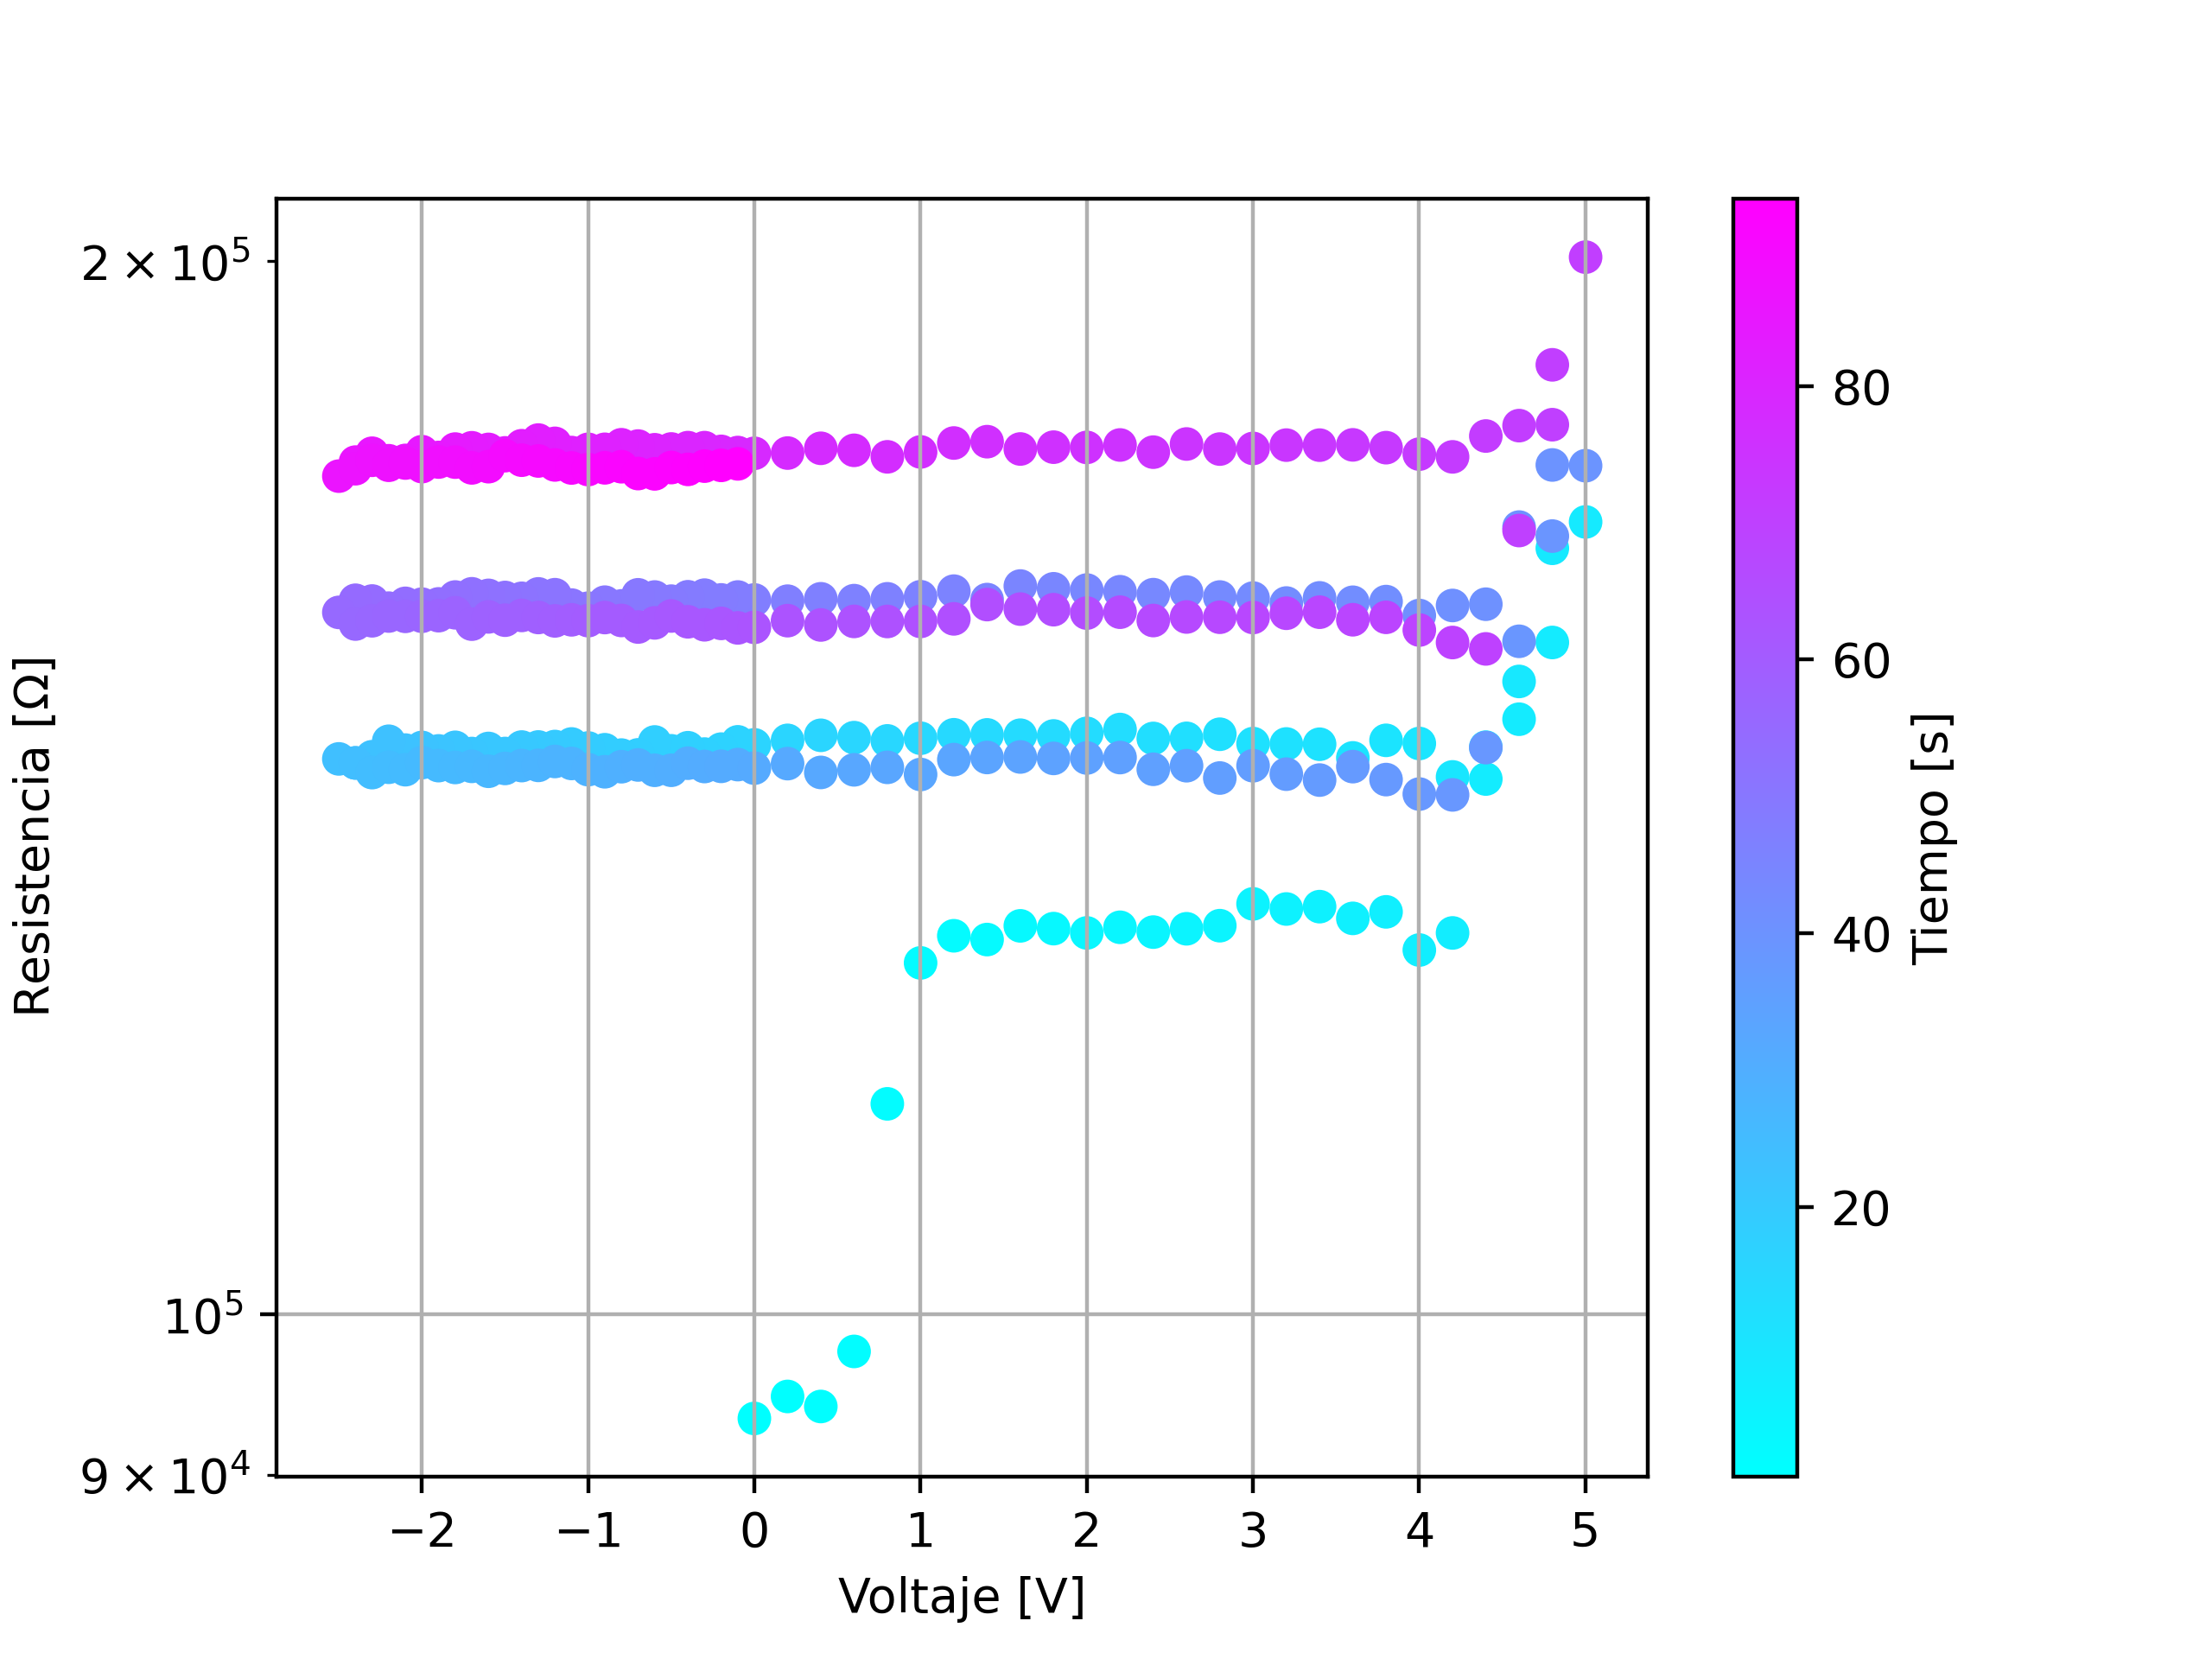 2 × 10⁵
10⁵
9 × 10⁴
Resistencia [Ω]
−2 −1 0 1 2 3 4 5
Voltaje [V]
80
60
40
20
Tiempo [s]